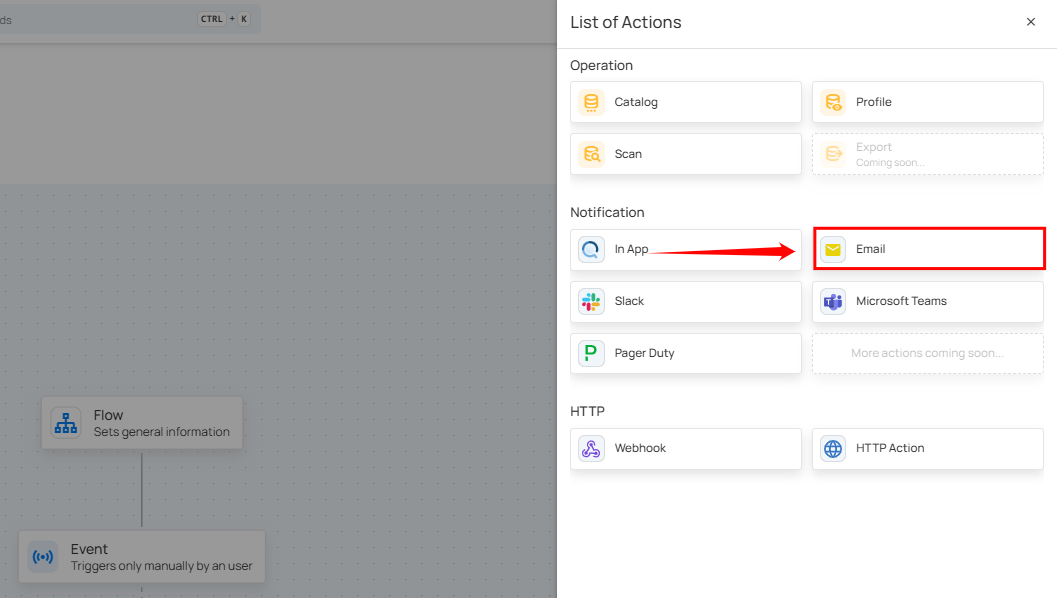 ds
CTRL + K
List of Actions
Operation
Catalog
Profile
Scan
Export
Coming soon...
Notification
In App
Email
Slack
Microsoft Teams
Pager Duty
More actions coming soon...
HTTP
Webhook
HTTP Action
Flow
Sets general information
Event
Triggers only manually by an user